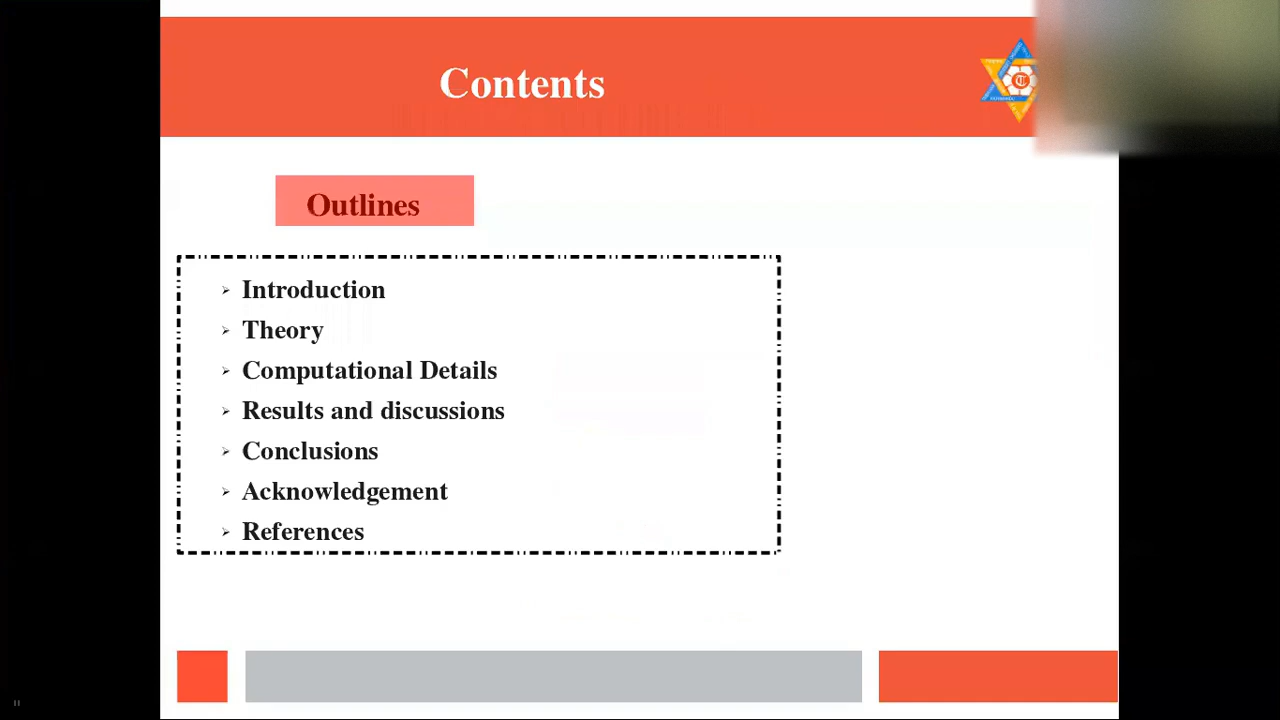 Contents
Outlines
Introduction
Theory
Computational Details
Results and discussions
Conclusions
Acknowledgement
References